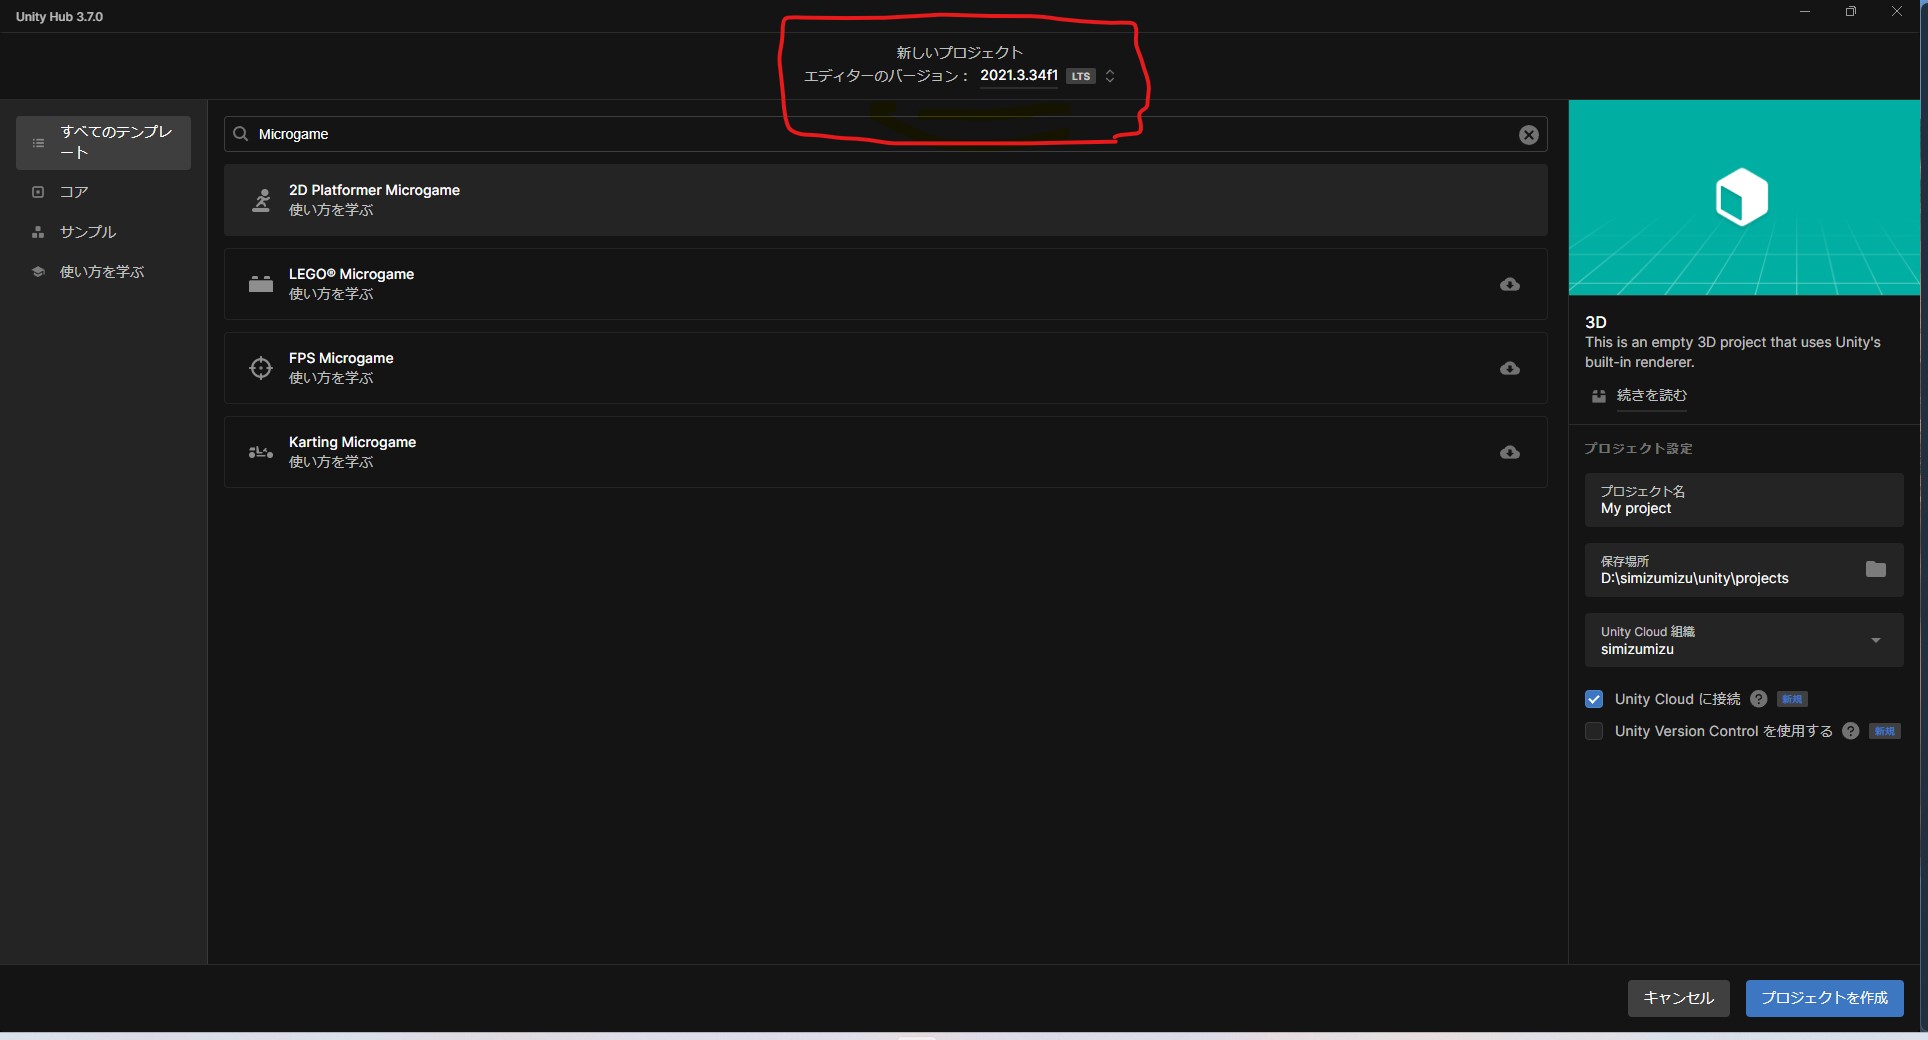 Unity Hub 3.7.0
新しいプロジェクト
エディターのバージョン： 2021.3.34f1 LTS
すべてのテンプレ
ート
コア
サンプル
使い方を学ぶ
Microgame
2D Platformer Microgame
使い方を学ぶ
LEGO® Microgame
使い方を学ぶ
FPS Microgame
使い方を学ぶ
Karting Microgame
使い方を学ぶ
3D
This is an empty 3D project that uses Unity's
built-in renderer.
続きを読む
プロジェクト設定
プロジェクト名
My project
保存場所
D:\simizumizu\unity\projects
Unity Cloud 組織
simizumizu
Unity Cloud に接続 ? 新規
Unity Version Control を使用する ? 新規
キャンセル
プロジェクトを作成